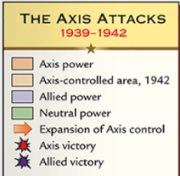 THE AXIS ATTACKS
1939–1942
Axis power
Axis-controlled area, 1942
Allied power
Neutral power
Expansion of Axis control
Axis victory
Allied victory